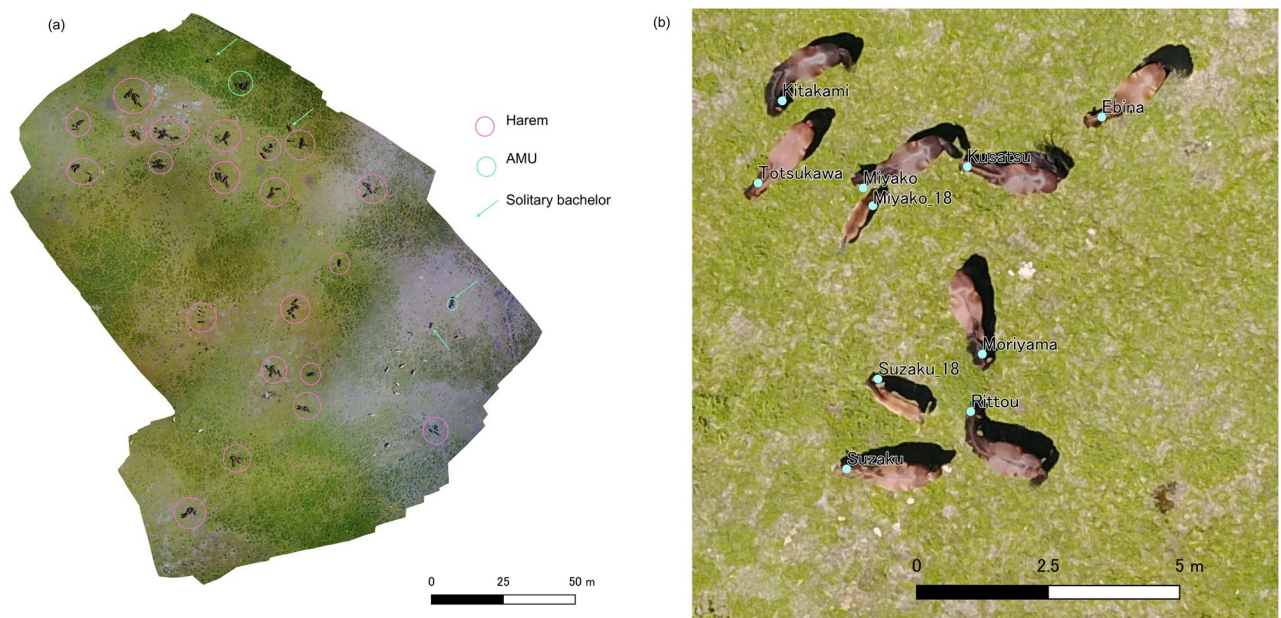 (a)
Harem
AMU
Solitary bachelor
0 25 50 m
(b)
Kitakami
Ebina
Totsukawa
Kusatsu
Miyako
Miyako_18
Moriyama
Suzaku_18
Rittou
Suzaku
0 2.5 5 m